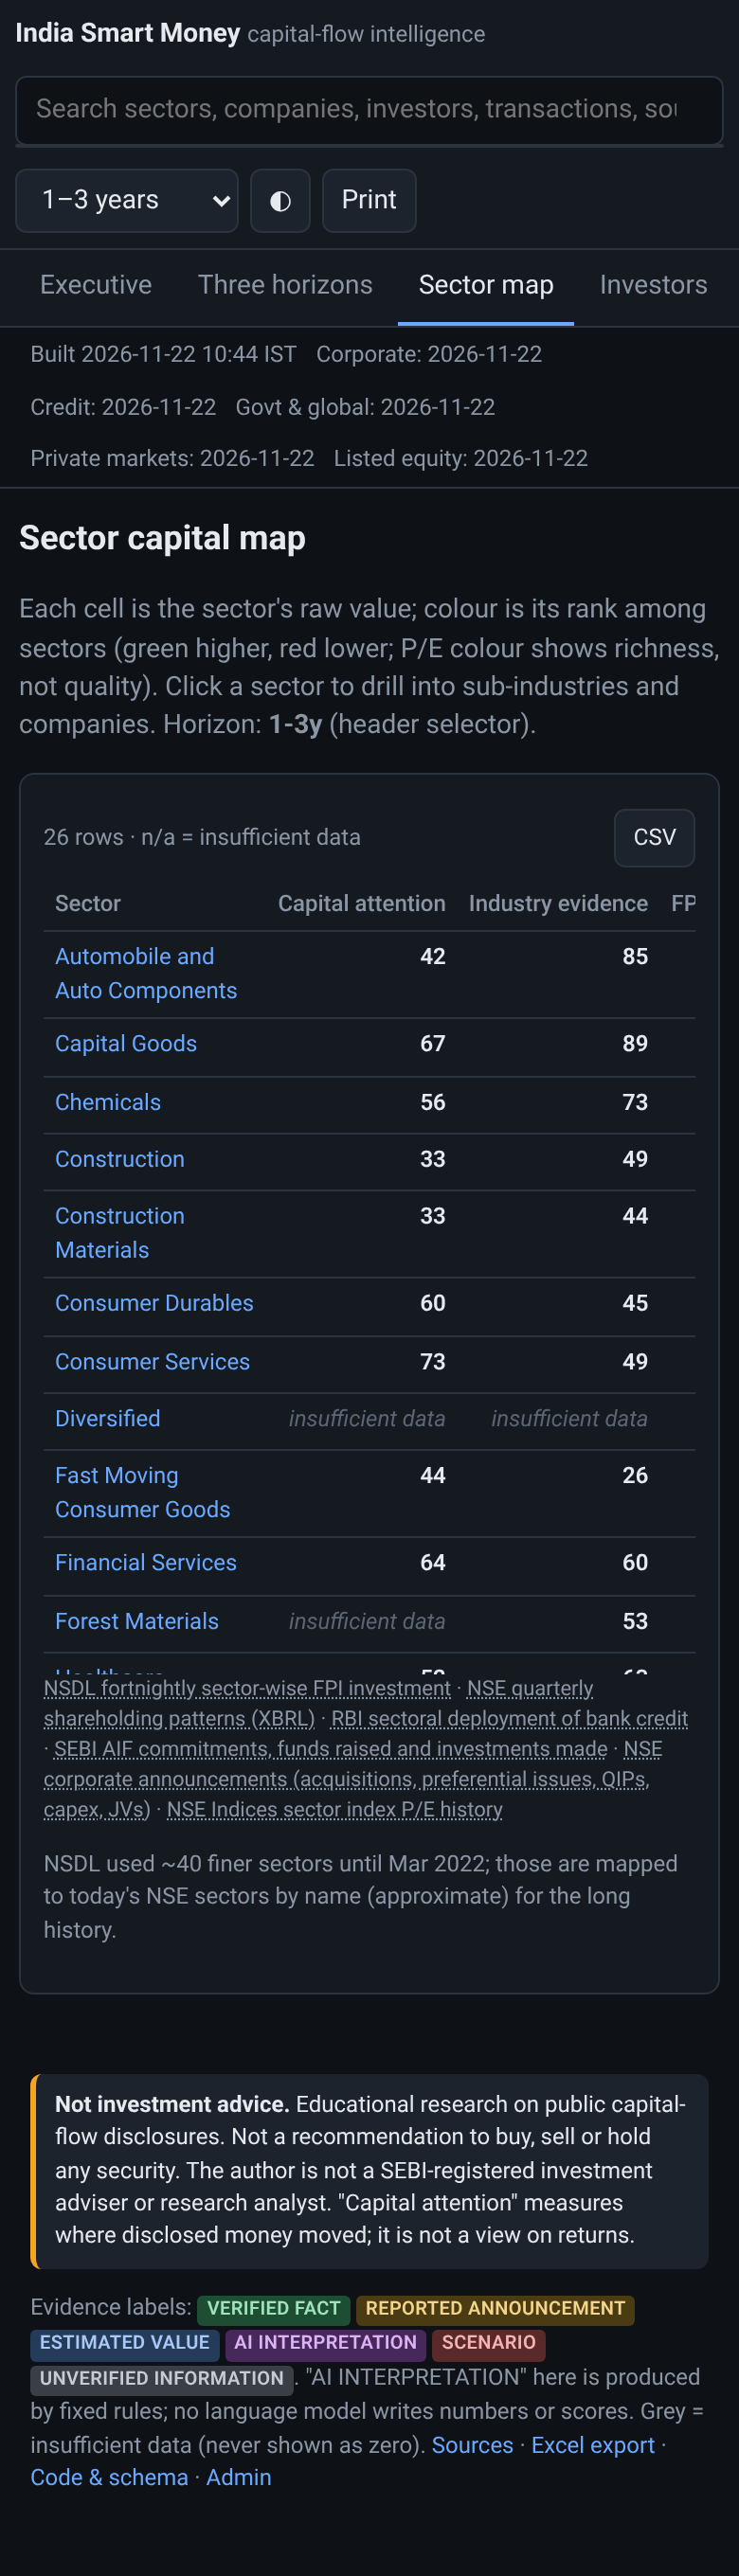 India Smart Money capital-flow intelligence
Search sectors, companies, investors, transactions, sou
1–3 years
Print
Executive Three horizons Sector map Investors
Built 2026-11-22 10:44 IST Corporate: 2026-11-22
Credit: 2026-11-22 Govt & global: 2026-11-22
Private markets: 2026-11-22 Listed equity: 2026-11-22
Sector capital map
Each cell is the sector's raw value; colour is its rank among
sectors (green higher, red lower; P/E colour shows richness,
not quality). Click a sector to drill into sub-industries and
companies. Horizon: 1-3y (header selector).
26 rows · n/a = insufficient data CSV
Sector Capital attention Industry evidence FP
Automobile and 42 85
Auto Components
Capital Goods 67 89
Chemicals 56 73
Construction 33 49
Construction 33 44
Materials
Consumer Durables 60 45
Consumer Services 73 49
Diversified insufficient data insufficient data
Fast Moving 44 26
Consumer Goods
Financial Services 64 60
Forest Materials insufficient data 53
NSDL fortnightly sector-wise FPI investment · NSE quarterly
shareholding patterns (XBRL) · RBI sectoral deployment of bank credit
· SEBI AIF commitments, funds raised and investments made · NSE
corporate announcements (acquisitions, preferential issues, QIPs,
capex, JVs) · NSE Indices sector index P/E history
NSDL used ~40 finer sectors until Mar 2022; those are mapped
to today's NSE sectors by name (approximate) for the long
history.
Not investment advice. Educational research on public capital-
flow disclosures. Not a recommendation to buy, sell or hold
any security. The author is not a SEBI-registered investment
adviser or research analyst. "Capital attention" measures
where disclosed money moved; it is not a view on returns.
Evidence labels: VERIFIED FACT REPORTED ANNOUNCEMENT
ESTIMATED VALUE AI INTERPRETATION SCENARIO
UNVERIFIED INFORMATION. "AI INTERPRETATION" here is produced
by fixed rules; no language model writes numbers or scores. Grey =
insufficient data (never shown as zero). Sources · Excel export ·
Code & schema · Admin